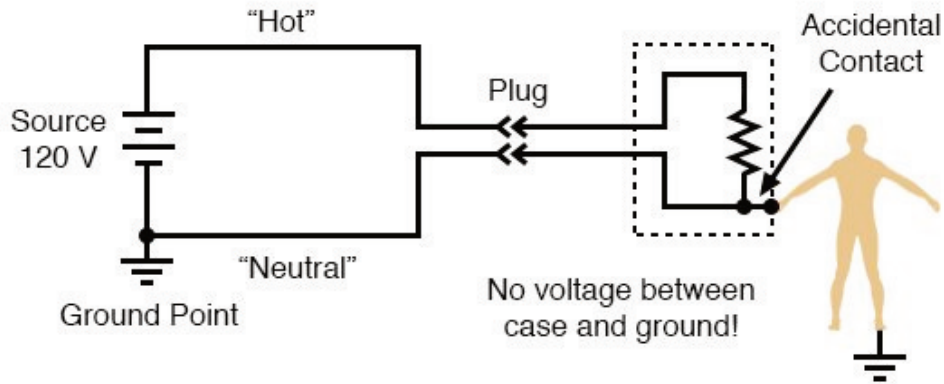 “Hot”
Accidental
Contact
Plug
Source
120 V
“Neutral”
Ground Point
No voltage between
case and ground!